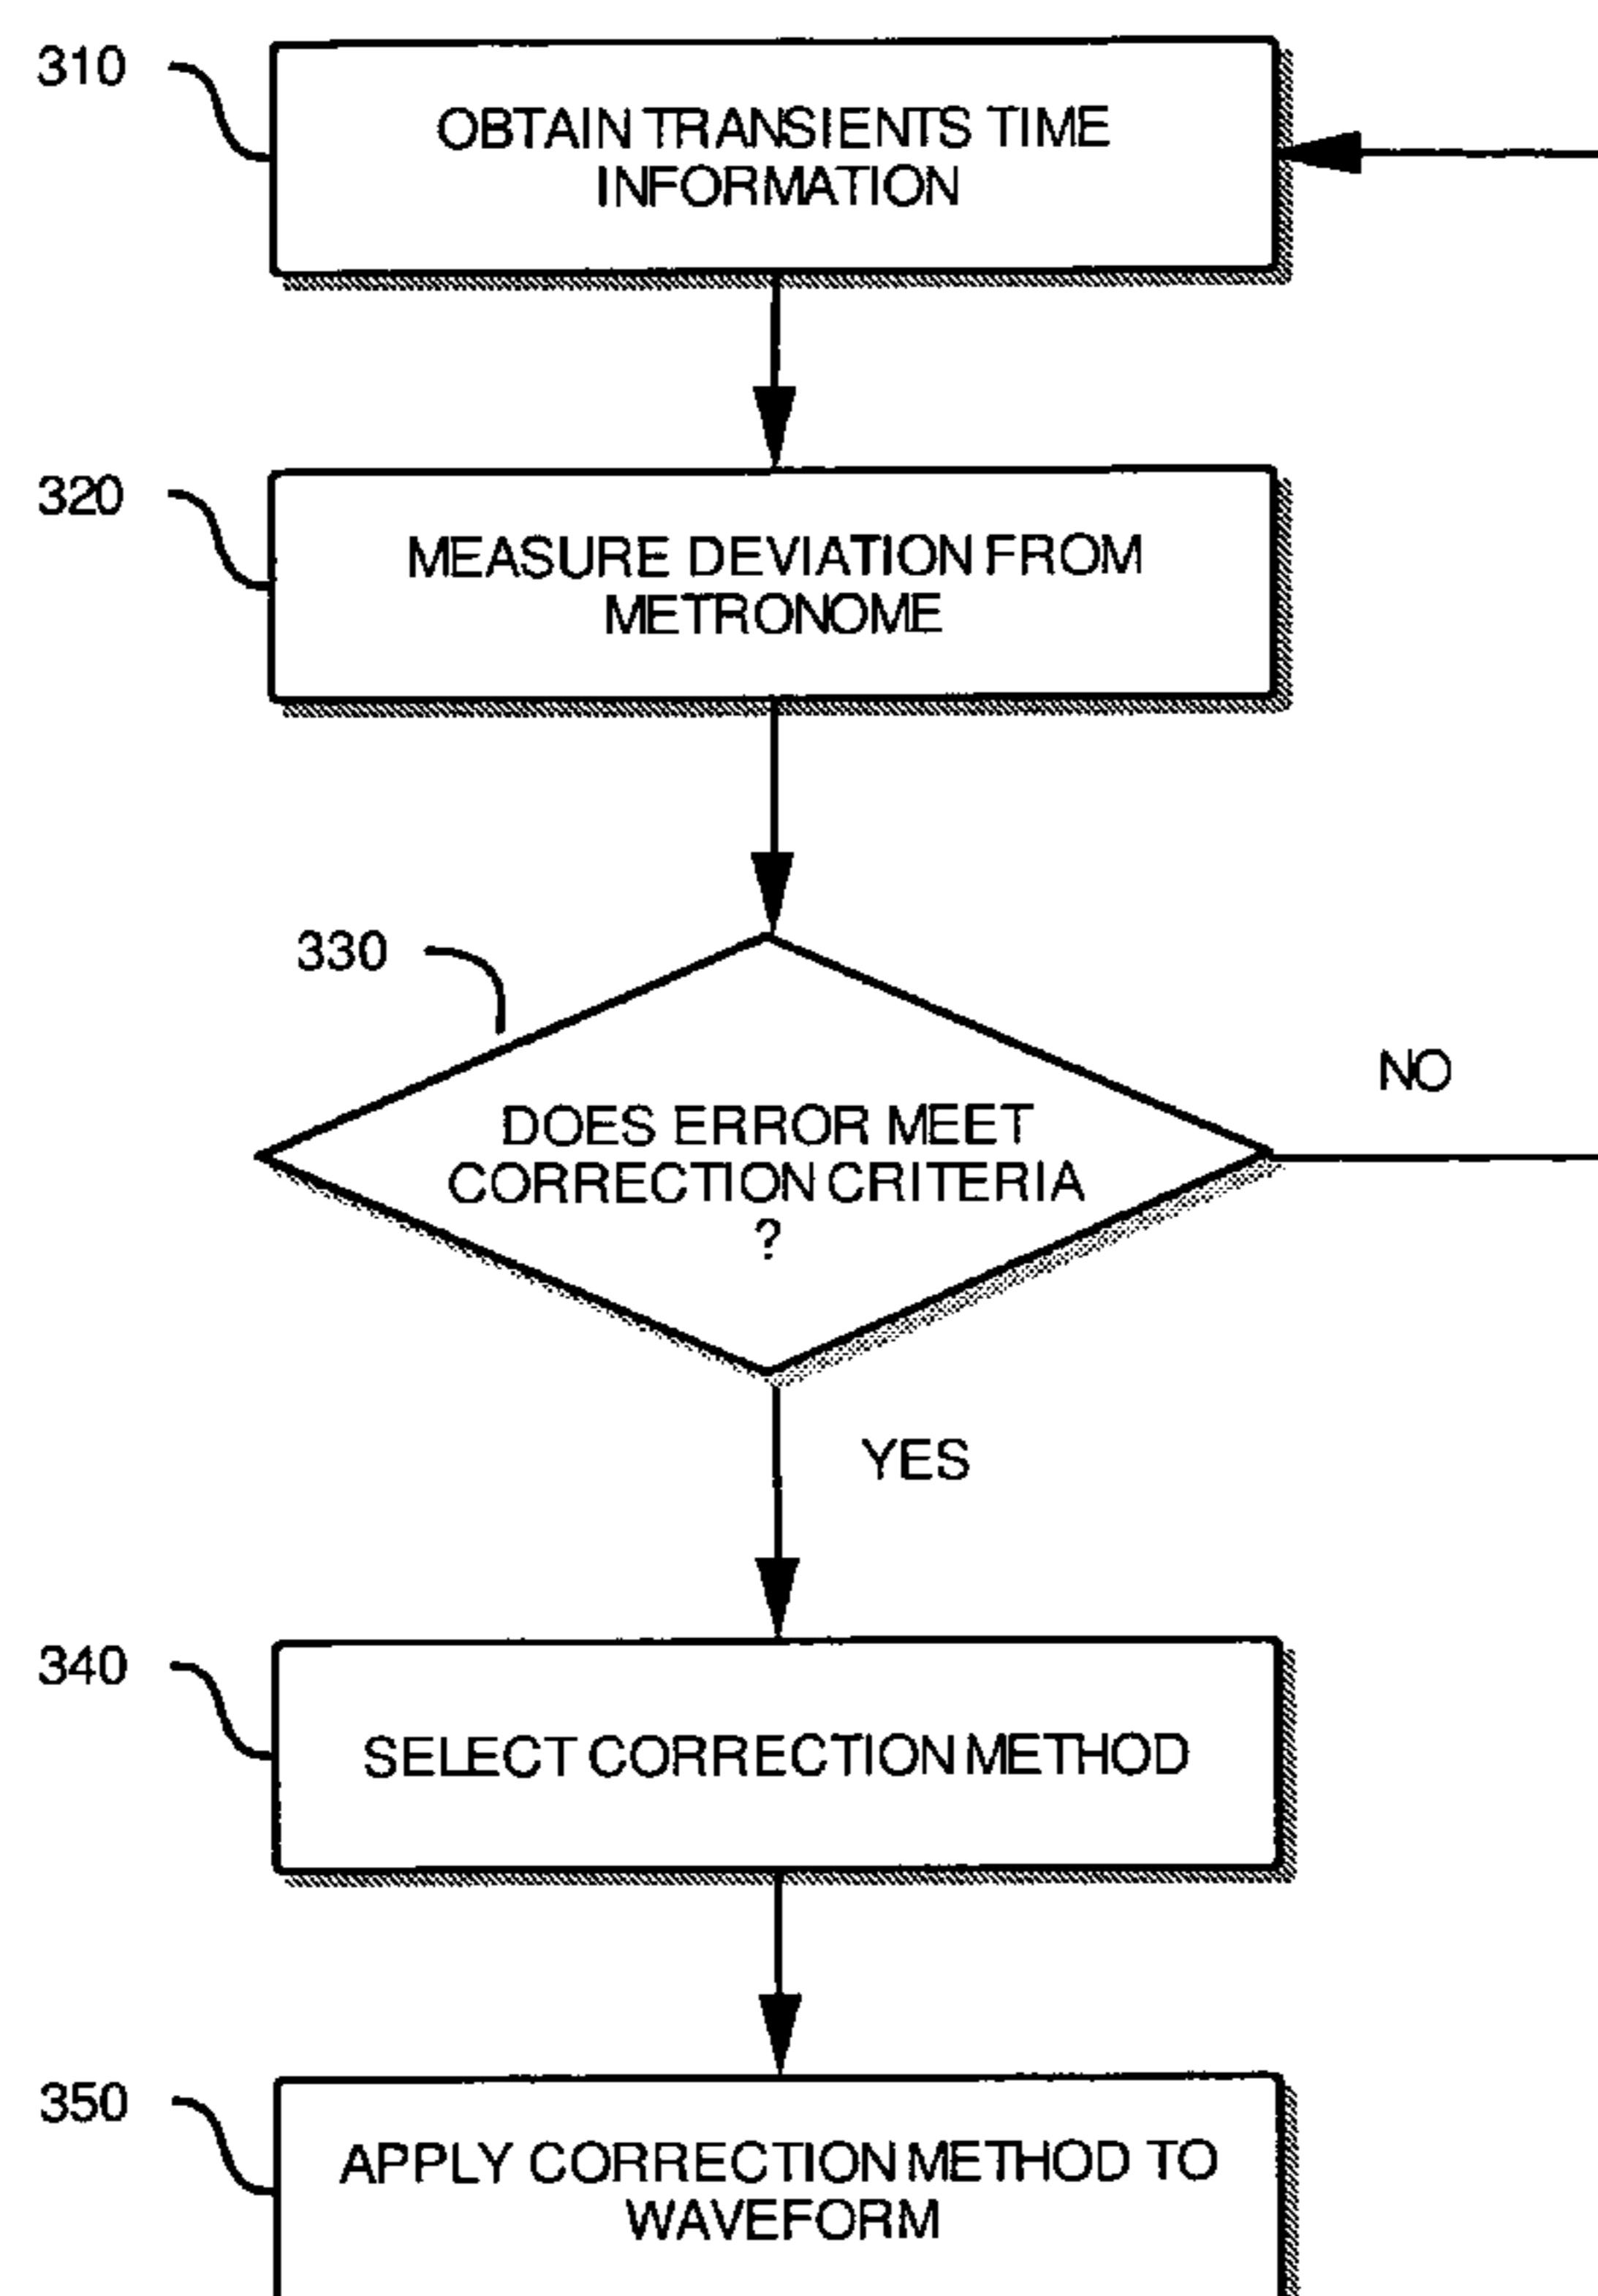 310
OBTAIN TRANSIENTS TIME
INFORMATION
320
MEASURE DEVIATION FROM
METRONOME
330
DOES ERROR MEET
CORRECTION CRITERIA
?
NO
YES
340
SELECT CORRECTION METHOD
350
APPLY CORRECTION METHOD TO
WAVEFORM